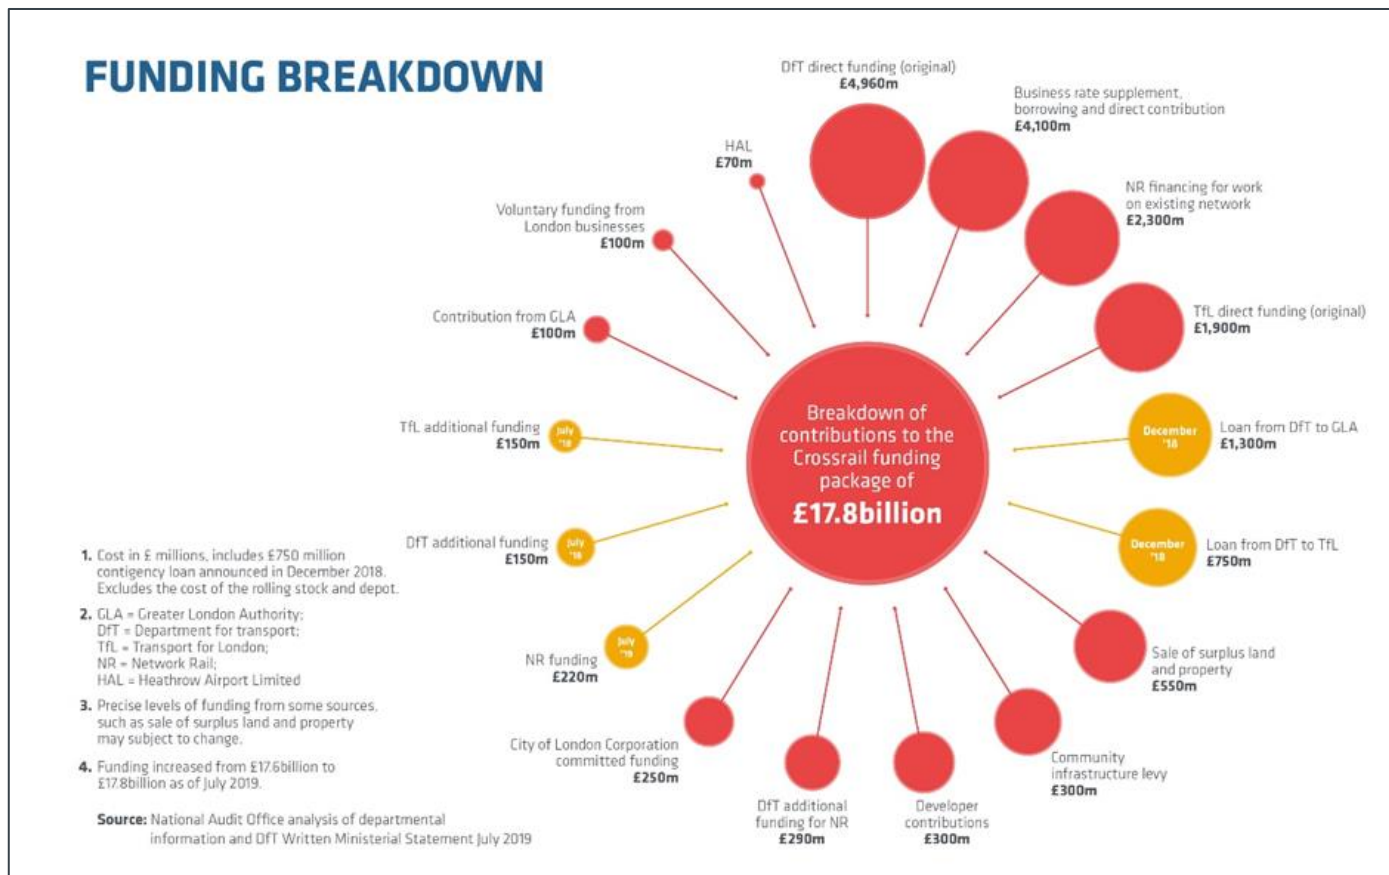 FUNDING BREAKDOWN
DfT direct funding (original)
£4,960m
Business rate supplement,
borrowing and direct contribution
£4,100m
NR financing for work
on existing network
£2,300m
TfL direct funding (original)
£1,900m
December
'18
Loan from DfT to GLA
£1,300m
December
'18
Loan from DfT to TfL
£750m
Sale of surplus land
and property
£550m
Community
infrastructure levy
£300m
Developer
contributions
£300m
DfT additional
funding for NR
£290m
City of London Corporation
committed funding
£250m
NR funding
£220m
July
'19
DfT additional funding
£150m
July
'18
TfL additional funding
£150m
July
'18
Contribution from GLA
£100m
Voluntary funding from
London businesses
£100m
HAL
£70m
Breakdown of
contributions to the
Crossrail funding
package of
£17.8billion
1. Cost in £ millions, includes £750 million
contigency loan announced in December 2018.
Excludes the cost of the rolling stock and depot.
2. GLA = Greater London Authority;
DfT = Department for transport;
TfL = Transport for London;
NR = Network Rail;
HAL = Heathrow Airport Limited
3. Precise levels of funding from some sources,
such as sale of surplus land and property
may subject to change.
4. Funding increased from £17.6billion to
£17.8billion as of July 2019.
Source: National Audit Office analysis of departmental
information and DfT Written Ministerial Statement July 2019